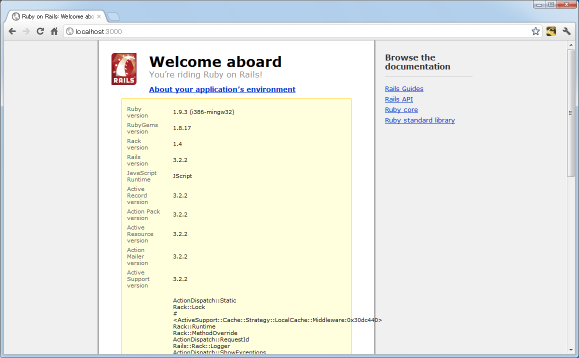 Ruby on Rails: Welcome abo
localhost:3000
RAILS
Welcome aboard
You're riding Ruby on Rails!
About your application's environment
Ruby version 1.9.3 (i386-mingw32)
RubyGems version 1.8.17
Rack version 1.4
Rails version 3.2.2
JavaScript Runtime JScript
Active Record version 3.2.2
Action Pack version 3.2.2
Active Resource version 3.2.2
Action Mailer version 3.2.2
Active Support version 3.2.2
ActionDispatch::Static
Rack::Lock
#
<ActiveSupport::Cache::Strategy::LocalCache::Middleware:0x30dc440>
Rack::Runtime
Rack::MethodOverride
ActionDispatch::RequestId
Rails::Rack::Logger
ActionDispatch::ShowExceptions
Browse the
documentation
Rails Guides
Rails API
Ruby core
Ruby standard library